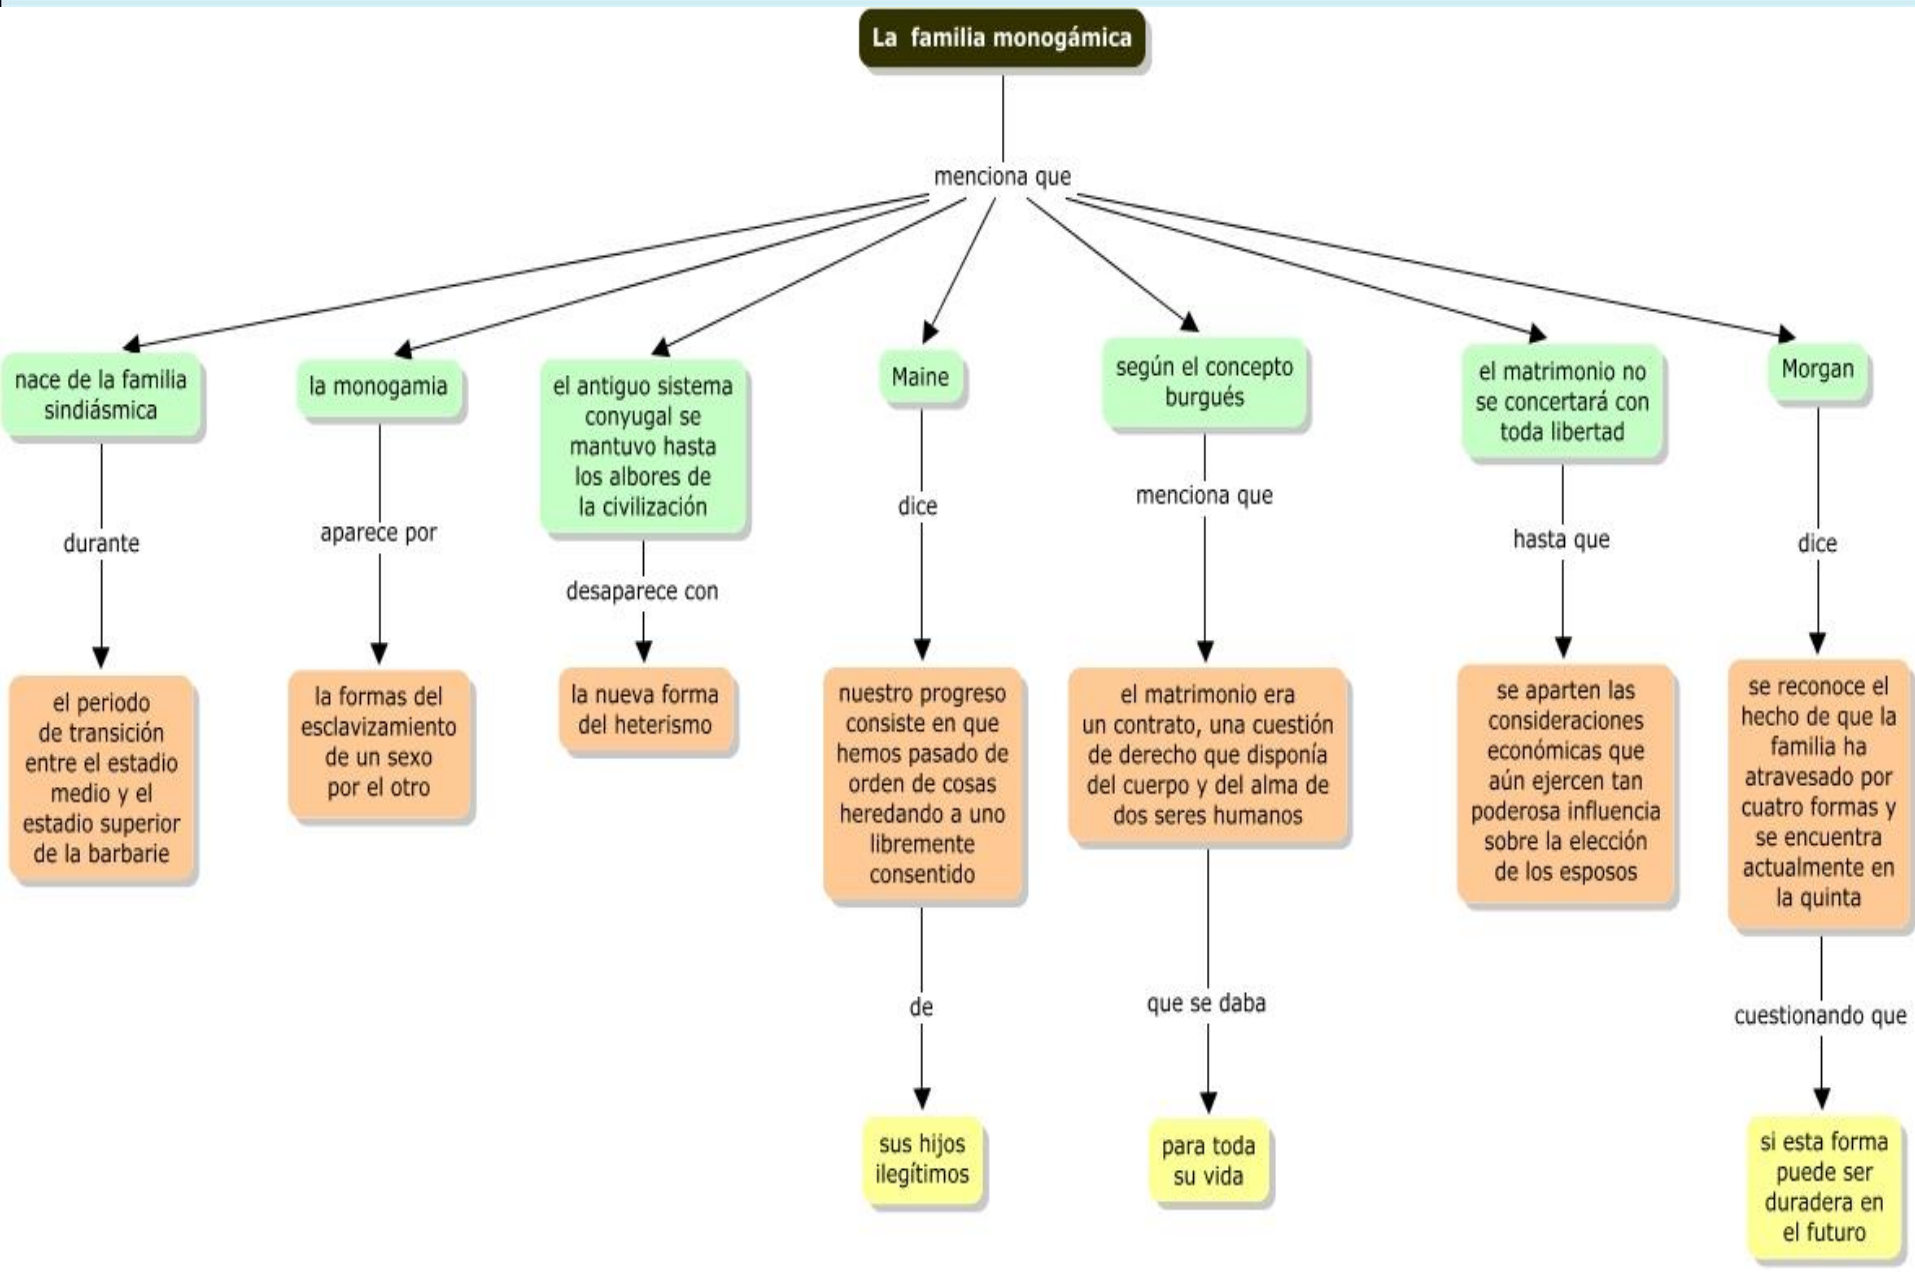 La familia monogámica
menciona que
nace de la familia
sindiásmica
durante
el periodo
de transición
entre el estadio
medio y el
estadio superior
de la barbarie
la monogamia
aparece por
la formas del
esclavizamiento
de un sexo
por el otro
el antiguo sistema
conyugal se
mantuvo hasta
los albores de
la civilización
desaparece con
la nueva forma
del heterismo
Maine
dice
nuestro progreso
consiste en que
hemos pasado de
orden de cosas
heredando a uno
libremente
consentido
de
sus hijos
ilegítimos
según el concepto
burgués
menciona que
el matrimonio era
un contrato, una cuestión
de derecho que disponía
del cuerpo y del alma de
dos seres humanos
que se daba
para toda
su vida
el matrimonio no
se concertará con
toda libertad
hasta que
se aparten las
consideraciones
económicas que
aún ejercen tan
poderosa influencia
sobre la elección
de los esposos
Morgan
dice
se reconoce el
hecho de que la
familia ha
atravesado por
cuatro formas y
se encuentra
actualmente en
la quinta
cuestionando que
si esta forma
puede ser
duradera en
el futuro